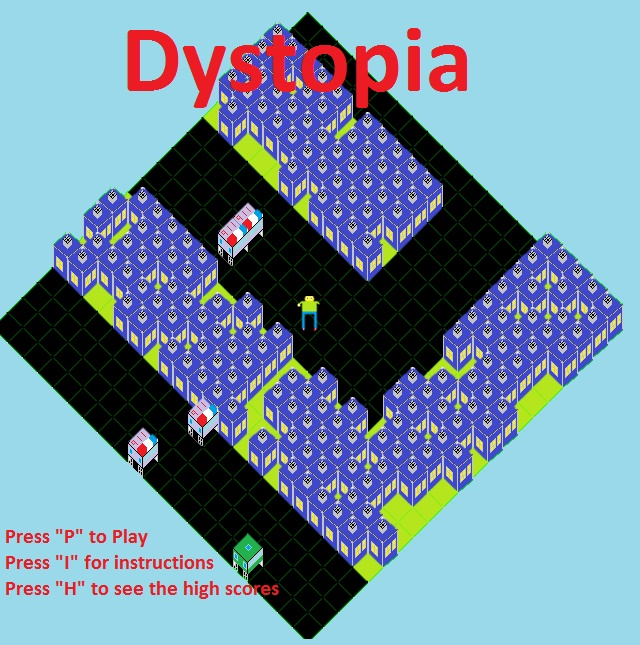 Dystopia
Press "P" to Play
Press "I" for instructions
Press "H" to see the high scores